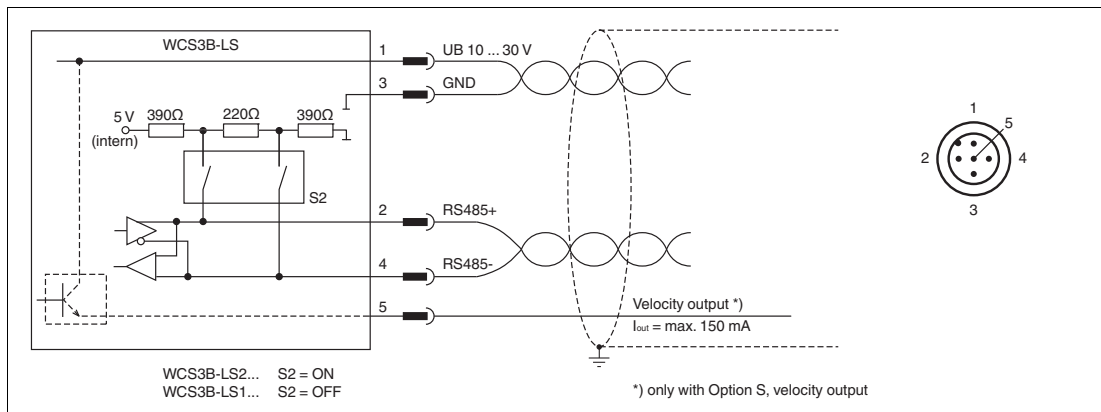 WCS3B-LS
1
UB 10 ... 30 V
3
GND
5 V
(intern)
390Ω
220Ω
390Ω
S2
2
RS485+
4
RS485-
5
Velocity output *)
Iout = max. 150 mA
WCS3B-LS2... S2 = ON
WCS3B-LS1... S2 = OFF
*) only with Option S, velocity output
1
5
2
4
3